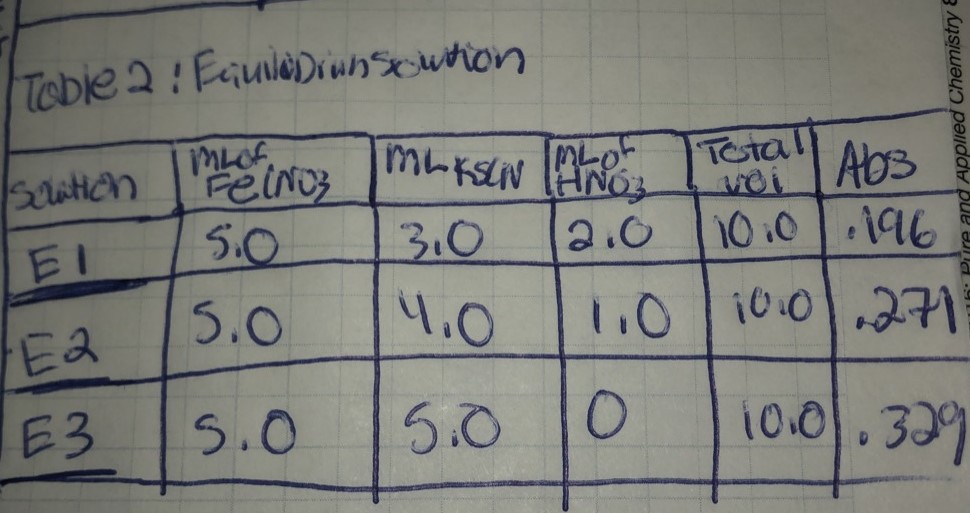 Table 2: Equilibrium solution
solution mL of Fe(NO3 mL KSCN mL of HNO3 Total vol Abs
E1 5.0 3.0 2.0 10.0 .196
E2 5.0 4.0 1.0 10.0 .271
E3 5.0 5.0 0 10.0 .329
Pure and Applied Chemistry